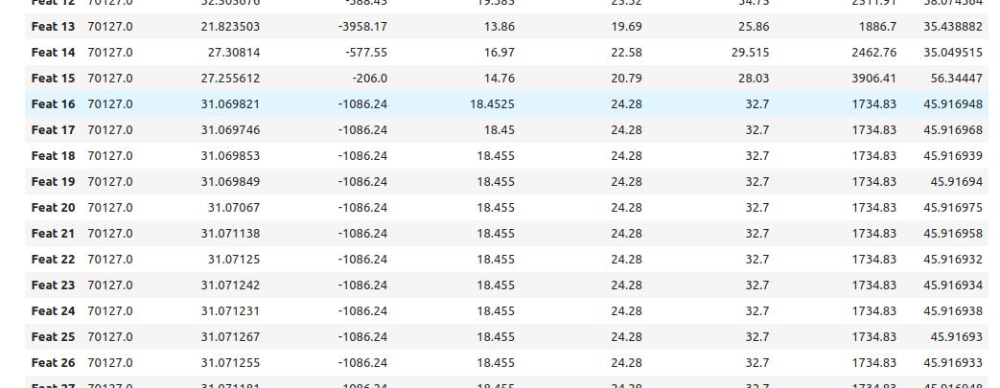 Feat 12 70127.0 32.303676 -388.45 19.385 25.52 34.75 2511.91 38.074364
Feat 13 70127.0 21.823503 -3958.17 13.86 19.69 25.86 1886.7 35.438882
Feat 14 70127.0 27.30814 -577.55 16.97 22.58 29.515 2462.76 35.049515
Feat 15 70127.0 27.255612 -206.0 14.76 20.79 28.03 3906.41 56.34447
Feat 16 70127.0 31.069821 -1086.24 18.4525 24.28 32.7 1734.83 45.916948
Feat 17 70127.0 31.069746 -1086.24 18.45 24.28 32.7 1734.83 45.916968
Feat 18 70127.0 31.069853 -1086.24 18.455 24.28 32.7 1734.83 45.916939
Feat 19 70127.0 31.069849 -1086.24 18.455 24.28 32.7 1734.83 45.91694
Feat 20 70127.0 31.07067 -1086.24 18.455 24.28 32.7 1734.83 45.916975
Feat 21 70127.0 31.071138 -1086.24 18.455 24.28 32.7 1734.83 45.916958
Feat 22 70127.0 31.07125 -1086.24 18.455 24.28 32.7 1734.83 45.916932
Feat 23 70127.0 31.071242 -1086.24 18.455 24.28 32.7 1734.83 45.916934
Feat 24 70127.0 31.071231 -1086.24 18.455 24.28 32.7 1734.83 45.916938
Feat 25 70127.0 31.071267 -1086.24 18.455 24.28 32.7 1734.83 45.91693
Feat 26 70127.0 31.071255 -1086.24 18.455 24.28 32.7 1734.83 45.916933
Feat 27 70127.0 31.071181 -1086.24 18.455 24.28 32.7 1734.83 45.916948